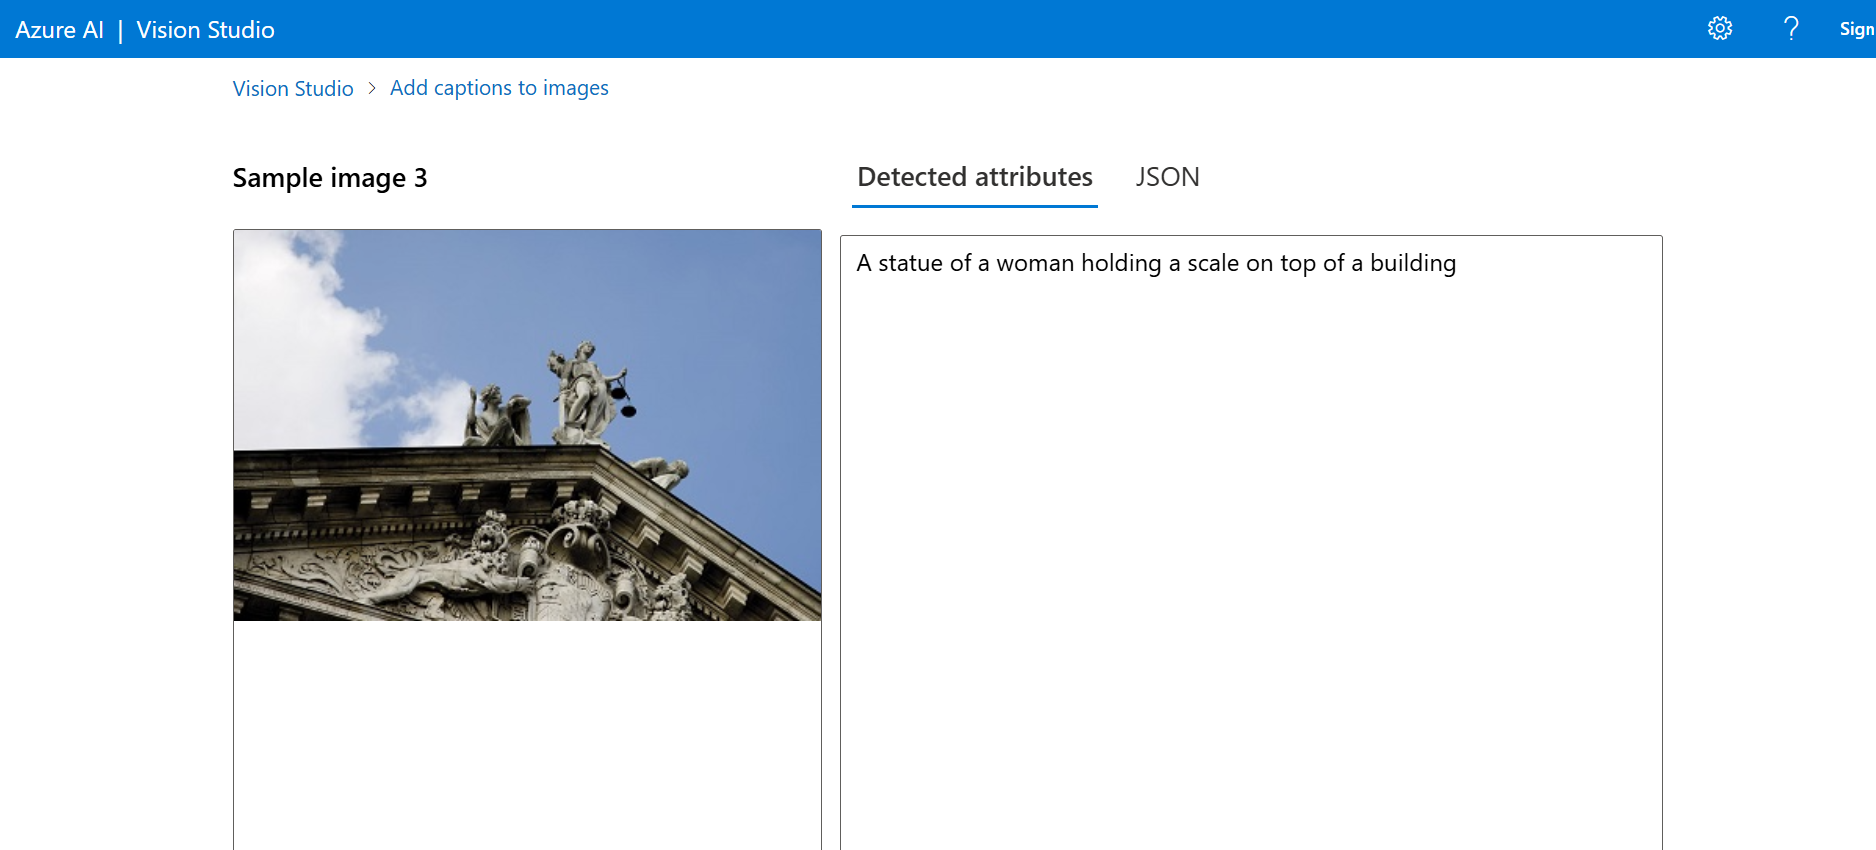 Azure AI | Vision Studio
Sign
Vision Studio > Add captions to images
Sample image 3
Detected attributes
JSON
A statue of a woman holding a scale on top of a building